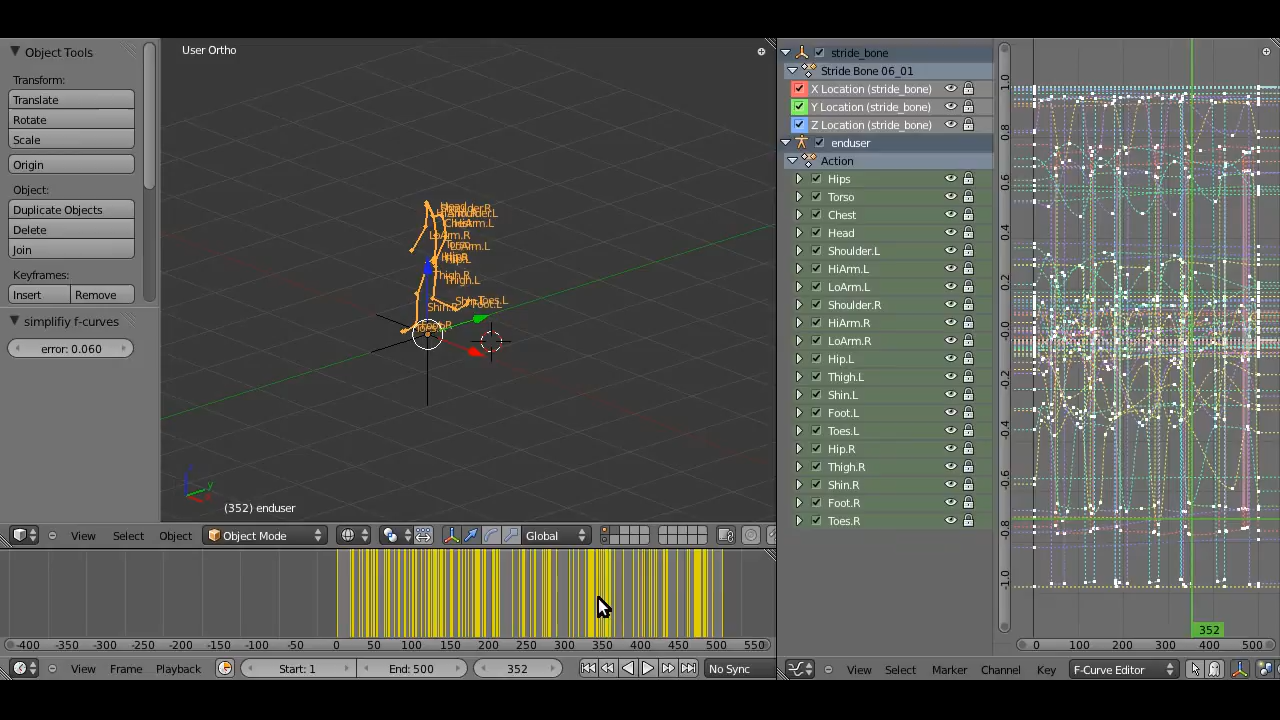 Object Tools
Transform:
Translate
Rotate
Scale
Origin
Object:
Duplicate Objects
Delete
Join
Keyframes:
Insert Remove
simplifiy f-curves
error: 0.060
User Ortho
Head
Chest
LoArm.R
Thigh.L
Shin.R
Toes.L
(352) enduser
View Select Object Object Mode Global
-400 -350 -300 -250 -200 -150 -100 -50 0 50 100 150 200 250 300 350 400 450 500 550
View Frame Playback Start: 1 End: 500 352 No Sync
stride_bone
Stride Bone 06_01
X Location (stride_bone)
Y Location (stride_bone)
Z Location (stride_bone)
enduser
Action
Hips
Torso
Chest
Head
Shoulder.L
HiArm.L
LoArm.L
Shoulder.R
HiArm.R
LoArm.R
Hip.L
Thigh.L
Shin.L
Foot.L
Toes.L
Hip.R
Thigh.R
Shin.R
Foot.R
Toes.R
1.0
0.8
0.6
0.4
0.2
-0.0
-0.2
-0.4
-0.6
-0.8
-1.0
352
0 100 200 300 400 500
View Select Marker Channel Key F-Curve Editor